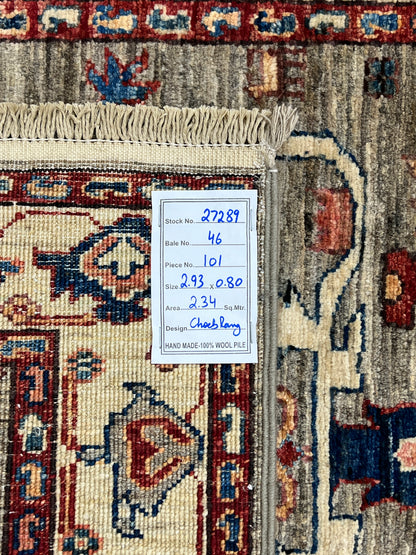 Stock No. 27289
Bale No. 46
Piece No. 101
Size. 2.93 x 0.80
Area. 2.34 Sq.Mtr.
Design. Choeb Rang
HAND MADE-100% WOOL PILE